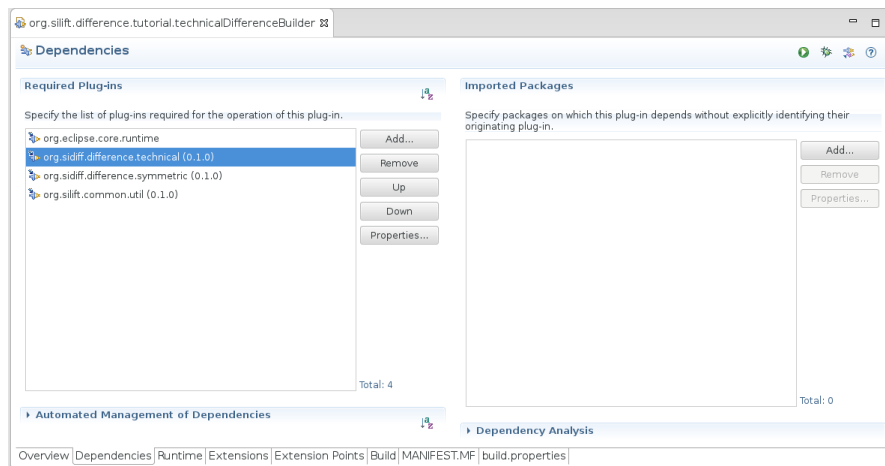 org.silift.difference.tutorial.technicalDifferenceBuilder
Dependencies
Required Plug-ins
Specify the list of plug-ins required for the operation of this plug-in.
org.eclipse.core.runtime
org.sidiff.difference.technical (0.1.0)
org.sidiff.difference.symmetric (0.1.0)
org.silift.common.util (0.1.0)
Add...
Remove
Up
Down
Properties...
Total: 4
Automated Management of Dependencies
Imported Packages
Specify packages on which this plug-in depends without explicitly identifying their
originating plug-in.
Add...
Remove
Properties...
Total: 0
Dependency Analysis
Overview Dependencies Runtime Extensions Extension Points Build MANIFEST.MF build.properties